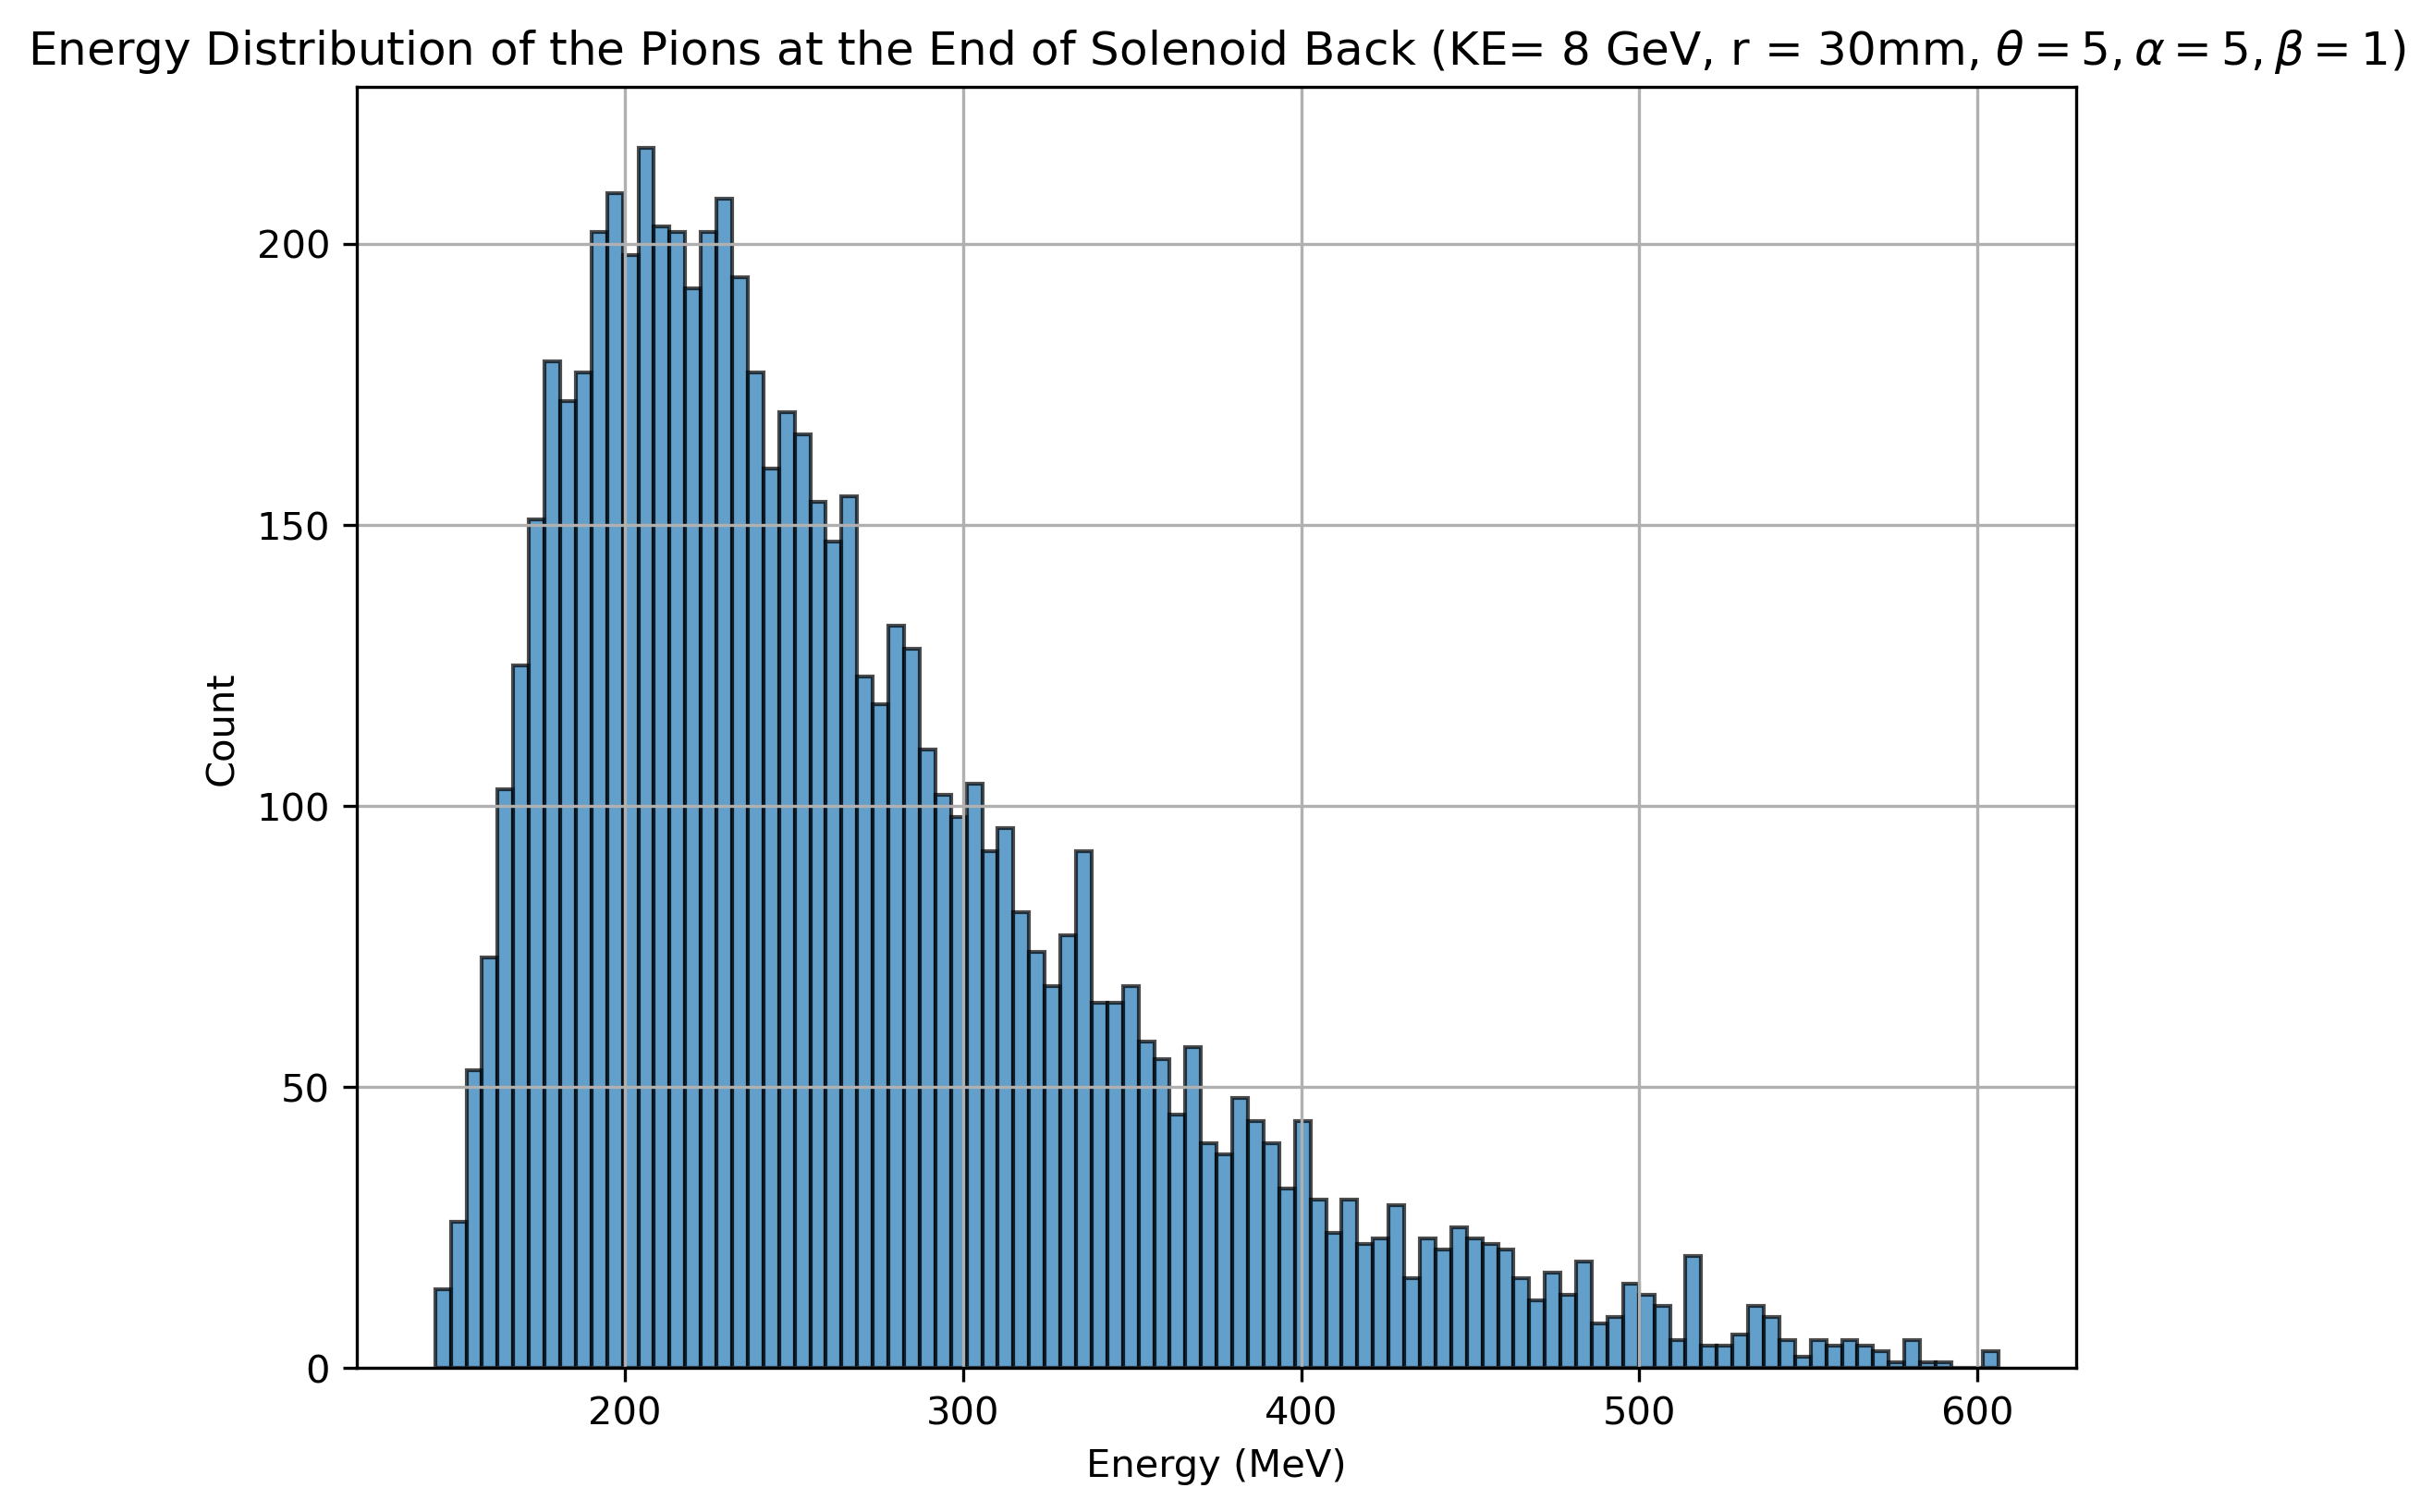 Energy Distribution of the Pions at the End of Solenoid Back (KE= 8 GeV, r = 30mm, θ = 5, α = 5, β = 1)
200
150
100
50
0
Count
200 300 400 500 600
Energy (MeV)